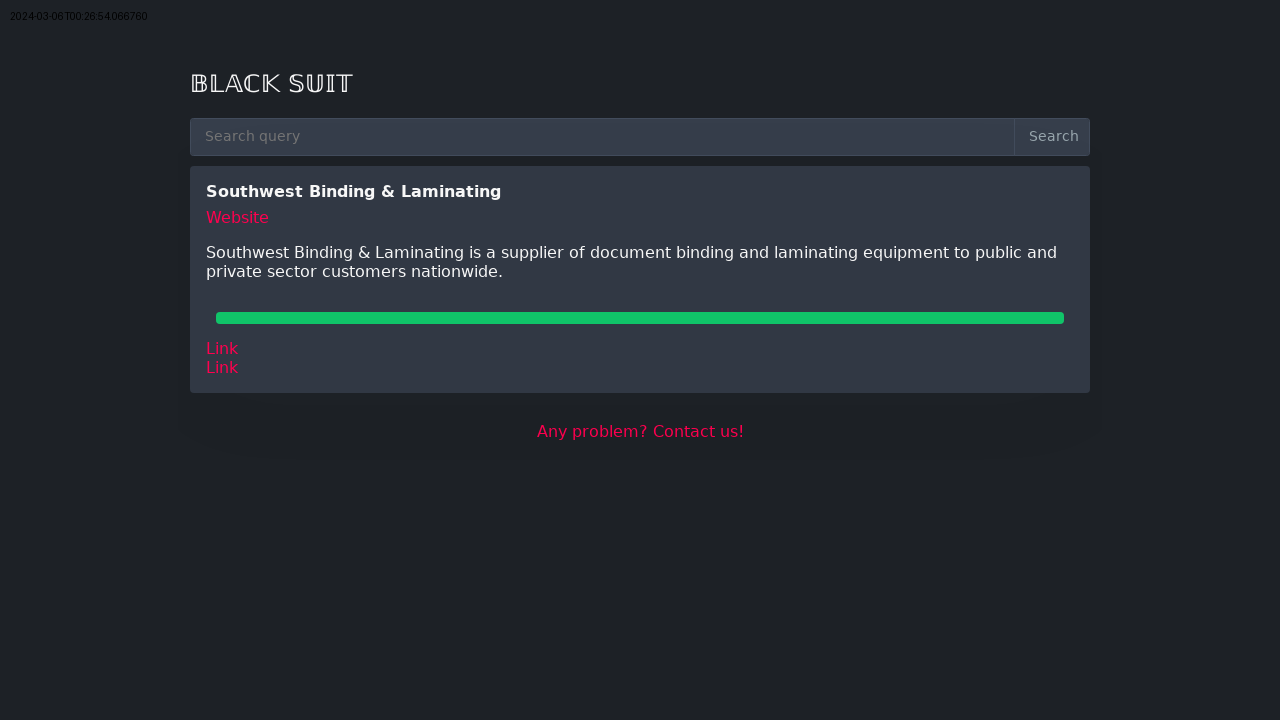 2024-03-06T00:26:54.066760
𝔹𝕃𝔸ℂ𝕂 𝕊𝕌𝕀𝕋
Search query
Search
Southwest Binding & Laminating
Website
Southwest Binding & Laminating is a supplier of document binding and laminating equipment to public and
private sector customers nationwide.
Link
Link
Any problem? Contact us!